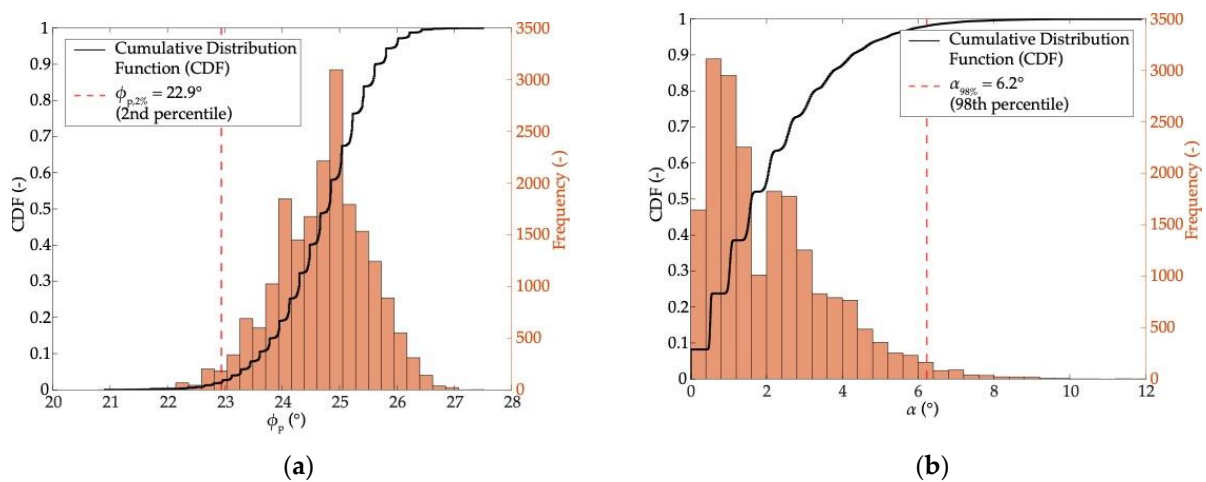 1
0.9
0.8
0.7
0.6
0.5
0.4
0.3
0.2
0.1
0
CDF (-)
Cumulative Distribution
Function (CDF)
ϕp,2% = 22.9°
(2nd percentile)
3500
3000
2500
2000
1500
1000
500
0
Frequency (-)
20 21 22 23 24 25 26 27 28
ϕp (°)
(a)
1
0.9
0.8
0.7
0.6
0.5
0.4
0.3
0.2
0.1
0
CDF (-)
Cumulative Distribution
Function (CDF)
α98% = 6.2°
(98th percentile)
3500
3000
2500
2000
1500
1000
500
0
Frequency (-)
0 2 4 6 8 10 12
α (°)
(b)